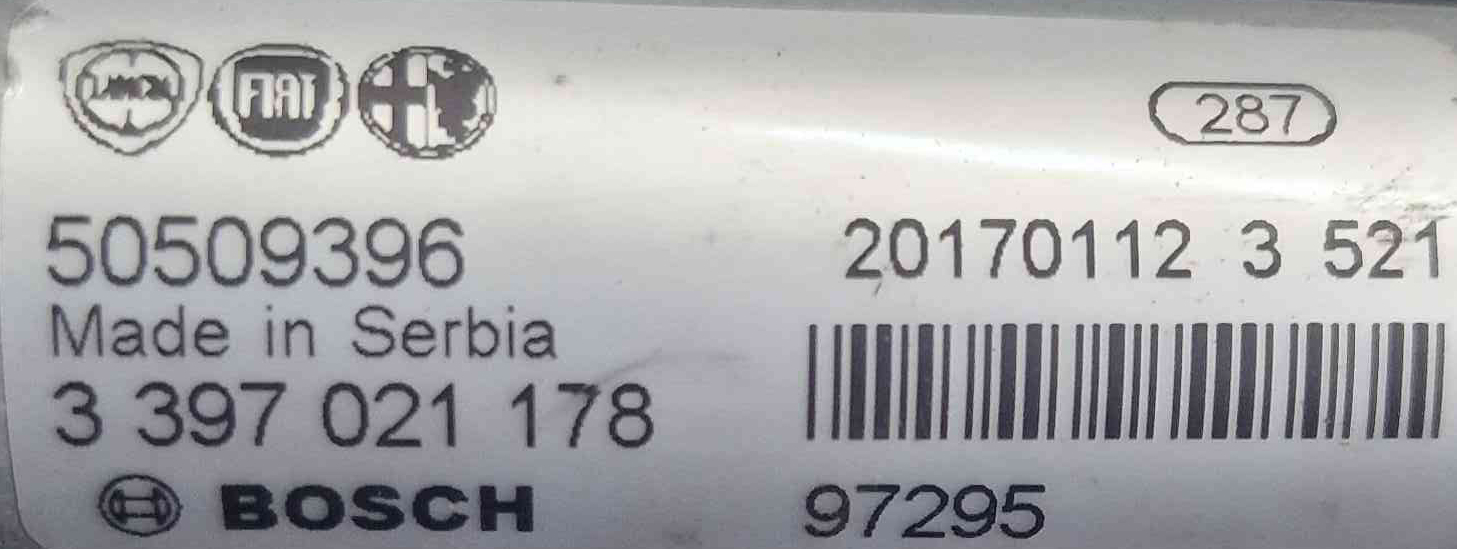 LANCIA FIAT
287
50509396
20170112 3 521
Made in Serbia
3 397 021 178
BOSCH
97295